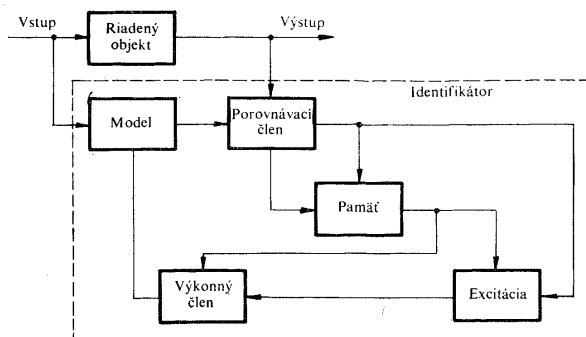 Vstup
Riadený
objekt
Výstup
Identifikátor
Model
Porovnávací
člen
Pamäť
Výkonný
člen
Excitácia